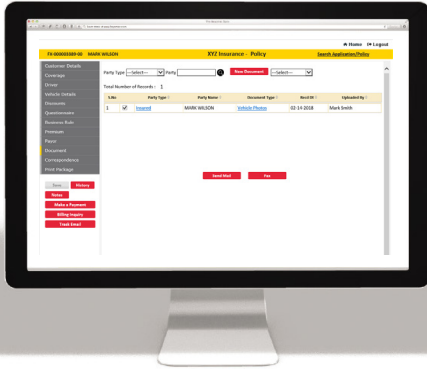 Home Logout
FX-000003589-00 MARK WILSON XYZ Insurance - Policy Search Application/Policy
Customer Details
Coverages
Driver
Vehicle Details
Discounts
Questionnaire
Business Rule
Premium
Payor
Document
Correspondence
Print Package
Party Type ---Select--- Party New Document ---Select---
Total Number of Records : 1
S.No Party Type Party Name Document Type Recd Dt Uploaded By
1 Insured MARK WILSON Vehicle Photos 02-14-2018 Mark Smith
Send Mail Fax
Save History
Notes
Make a Payment
Billing Inquiry
Track Email